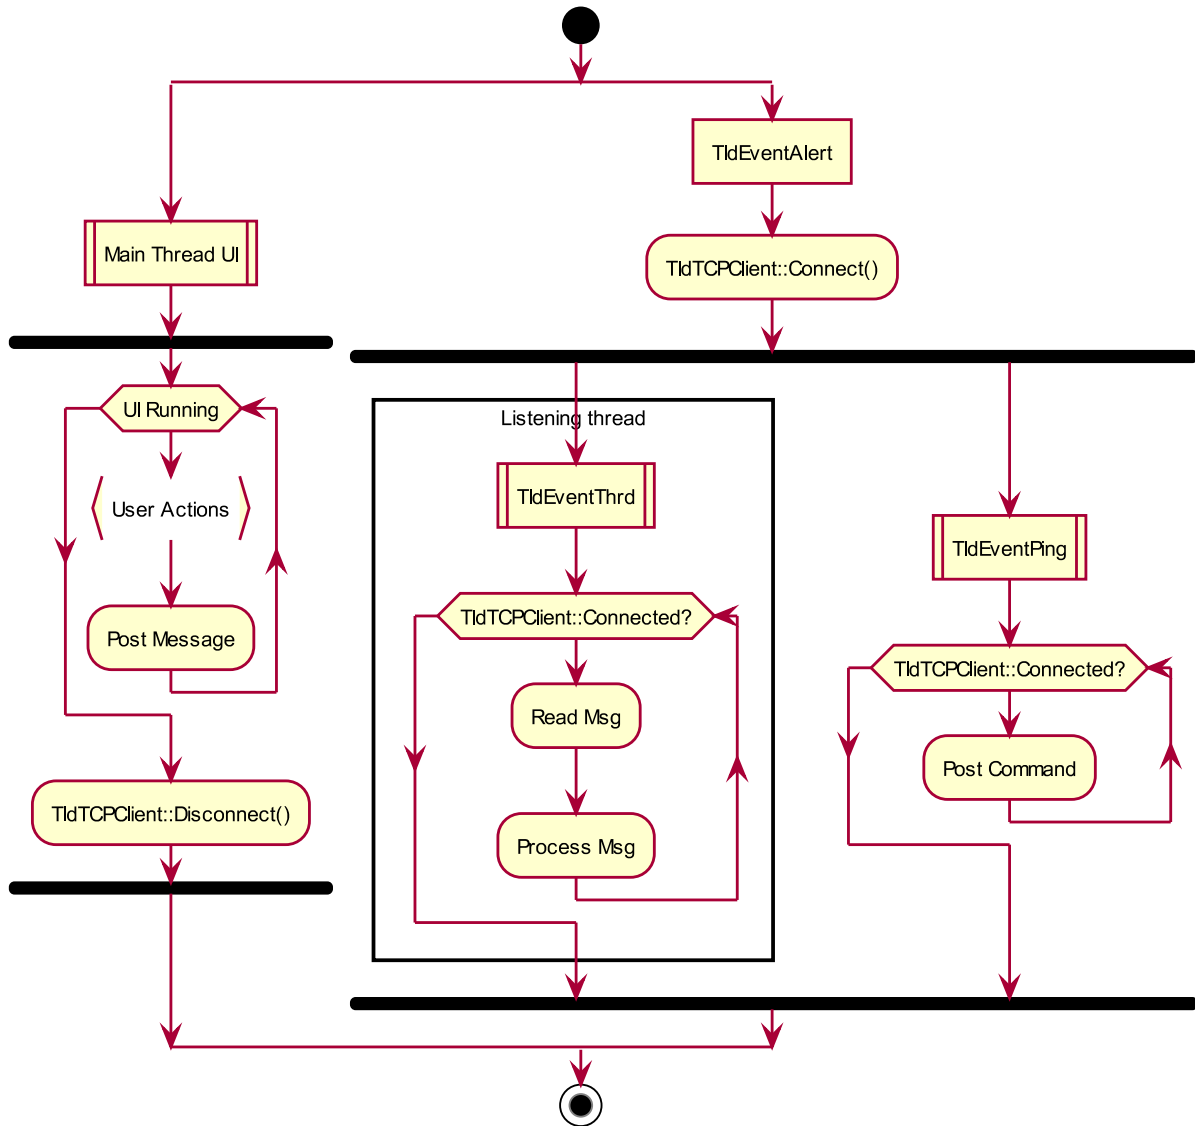 TIdEventAlert
Main Thread UI
TIdTCPClient::Connect()
UI Running
Listening thread
User Actions
TIdEventThrd
TIdEventPing
Post Message
TIdTCPClient::Connected?
TIdTCPClient::Connected?
Read Msg
Post Command
TIdTCPClient::Disconnect()
Process Msg